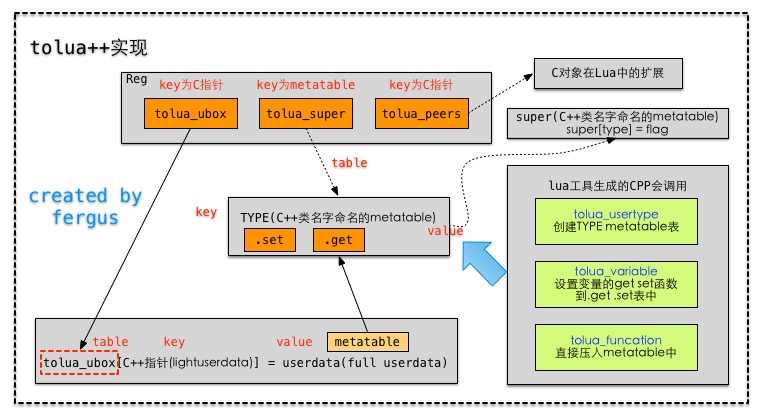 tolua++实现
Reg
key为C指针
key为metatable
key为C指针
tolua_ubox
tolua_super
tolua_peers
C对象在Lua中的扩展
super(C++类名字命名的metatable)
super[type] = flag
table
created by
fergus
key
TYPE(C++类名字命名的metatable)
value
.set
.get
lua工具生成的CPP会调用
tolua_usertype
创建TYPE metatable表
tolua_variable
设置变量的get set函数
到.get .set表中
tolua_funcation
直接压入metatable中
table
key
value
metatable
tolua_ubox[C++指针(lightuserdata)] = userdata(full userdata)